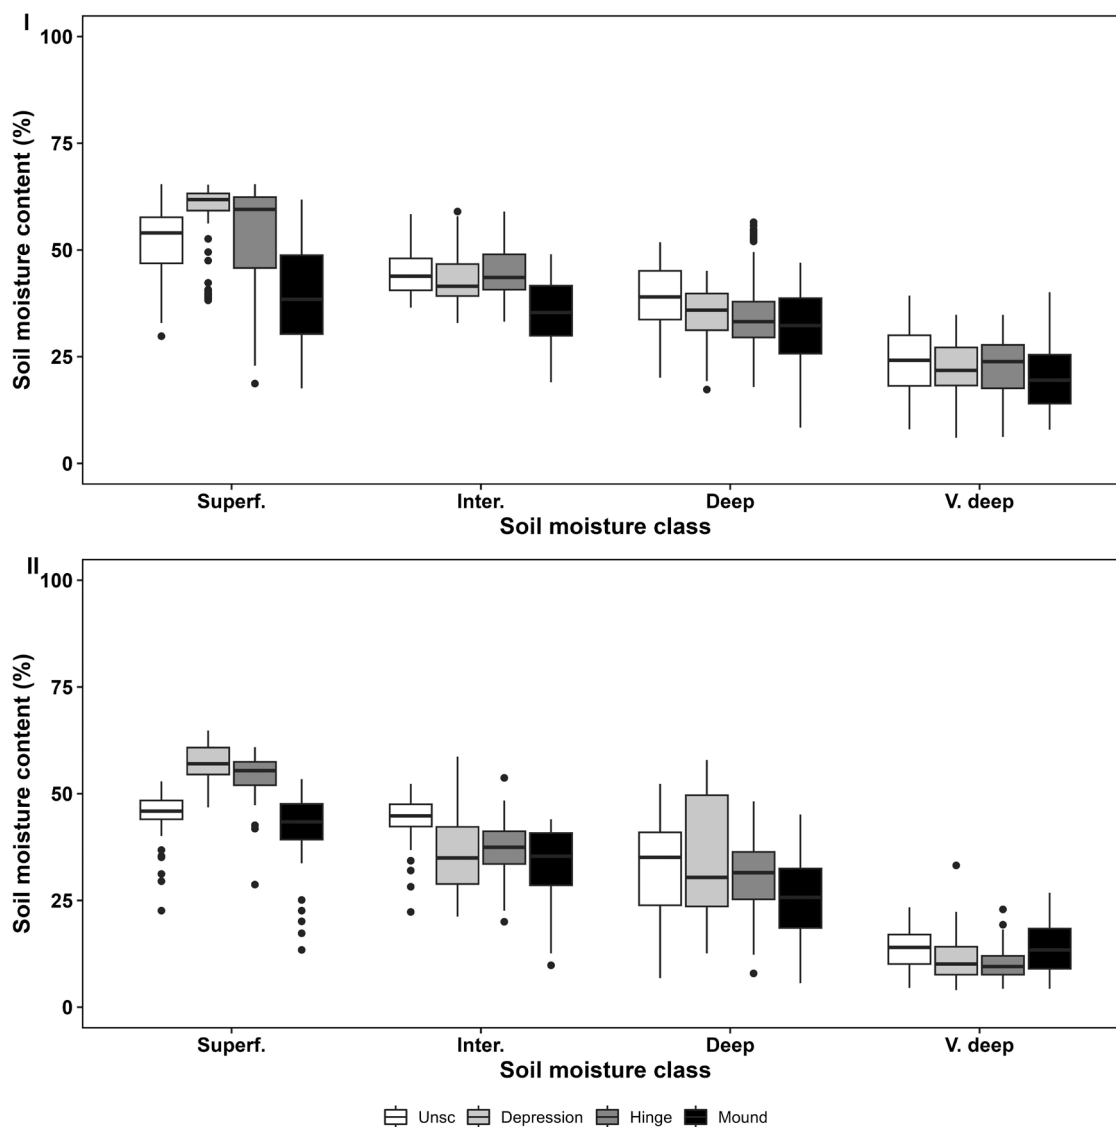 I
Soil moisture content (%)
100
75
50
25
0
Superf. Inter. Deep V. deep
Soil moisture class
II
Soil moisture content (%)
100
75
50
25
0
Superf. Inter. Deep V. deep
Soil moisture class
Unsc Depression Hinge Mound